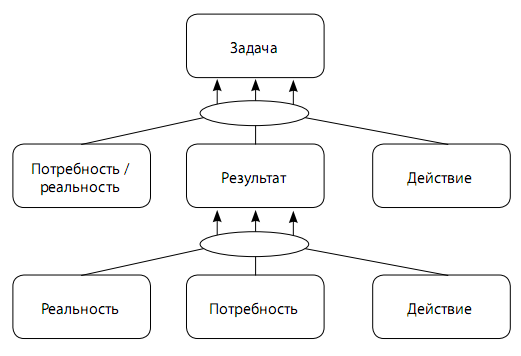 Задача
Потребность /
реальность
Результат
Действие
Реальность
Потребность
Действие